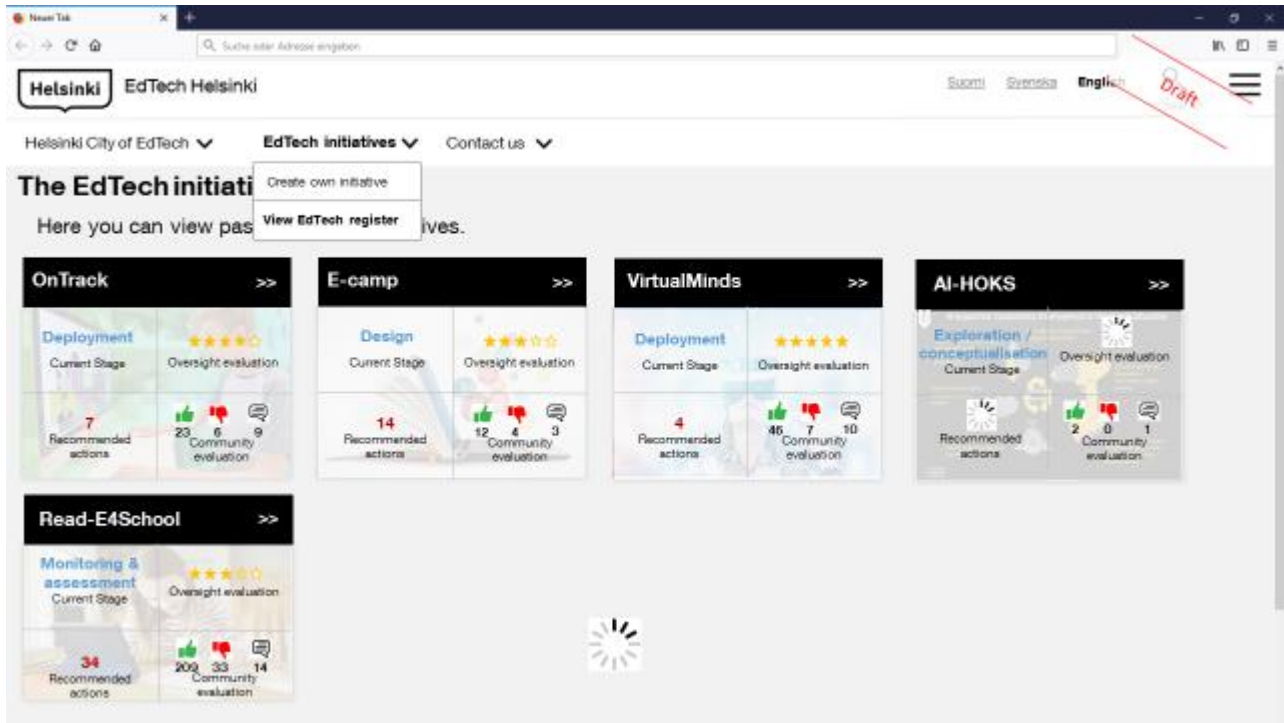 Neuer Tab
Suche oder Adresse eingeben
Helsinki
EdTech Helsinki
Suomi Svenska English
Draft
Helsinki City of EdTech
EdTech initiatives
Contact us
Create own initiative
View EdTech register
The EdTech initiati
Here you can view pas
ives.
OnTrack >>
Deployment
Current Stage
Oversight evaluation
7
Recommended
actions
23 6 9
Community
evaluation
E-camp >>
Design
Current Stage
Oversight evaluation
14
Recommended
actions
12 4 3
Community
evaluation
VirtualMinds >>
Deployment
Current Stage
Oversight evaluation
4
Recommended
actions
46 7 10
Community
evaluation
AI-HOKS >>
Exploration /
conceptualisation
Current Stage
Oversight evaluation
Recommended
actions
2 0 1
Community
evaluation
Read-E4School >>
Monitoring &
assessment
Current Stage
Oversight evaluation
34
Recommended
actions
209 33 14
Community
evaluation